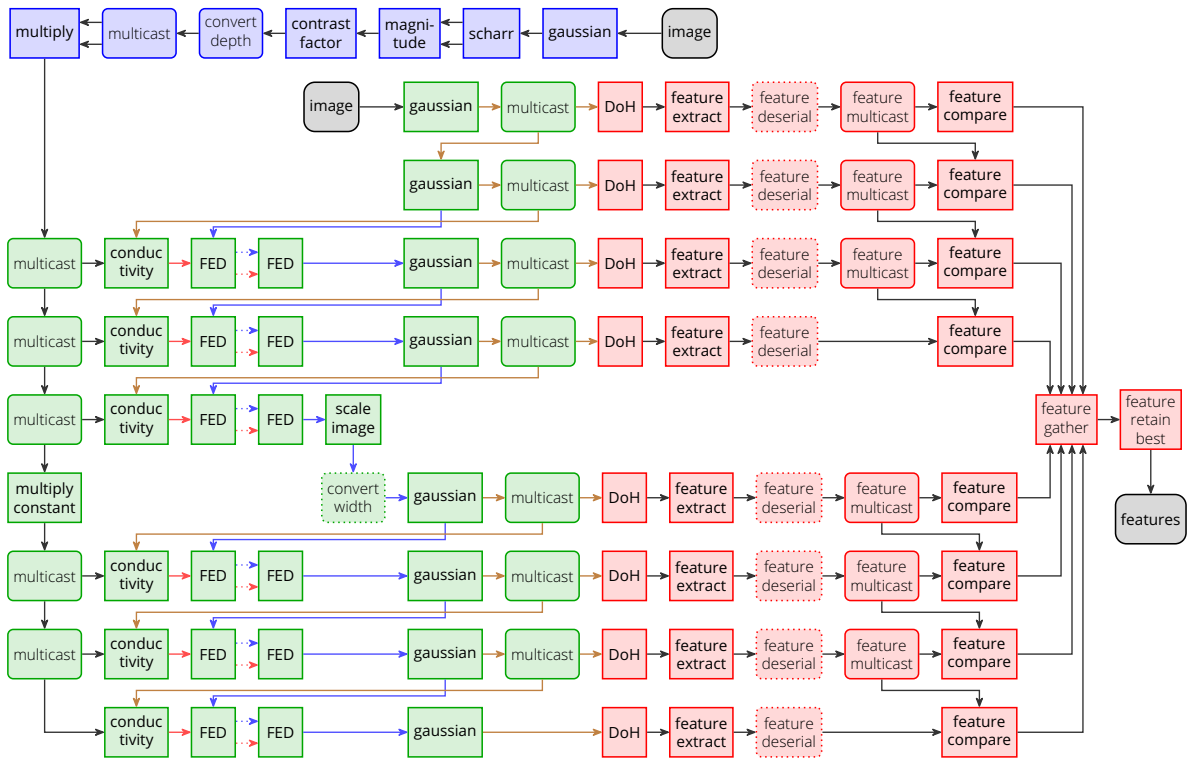 multiply
multicast
convert
depth
contrast
factor
magni-
tude
scharr
gaussian
image
image
gaussian
multicast
DoH
feature
extract
feature
deserial
feature
multicast
feature
compare
gaussian
multicast
DoH
feature
extract
feature
deserial
feature
multicast
feature
compare
multicast
conduc
tivity
FED
FED
gaussian
multicast
DoH
feature
extract
feature
deserial
feature
multicast
feature
compare
multicast
conduc
tivity
FED
FED
gaussian
multicast
DoH
feature
extract
feature
deserial
feature
compare
multicast
conduc
tivity
FED
FED
scale
image
feature
gather
feature
retain
best
multiply
constant
convert
width
gaussian
multicast
DoH
feature
extract
feature
deserial
feature
multicast
feature
compare
features
multicast
conduc
tivity
FED
FED
gaussian
multicast
DoH
feature
extract
feature
deserial
feature
multicast
feature
compare
multicast
conduc
tivity
FED
FED
gaussian
multicast
DoH
feature
extract
feature
deserial
feature
multicast
feature
compare
conduc
tivity
FED
FED
gaussian
DoH
feature
extract
feature
deserial
feature
compare